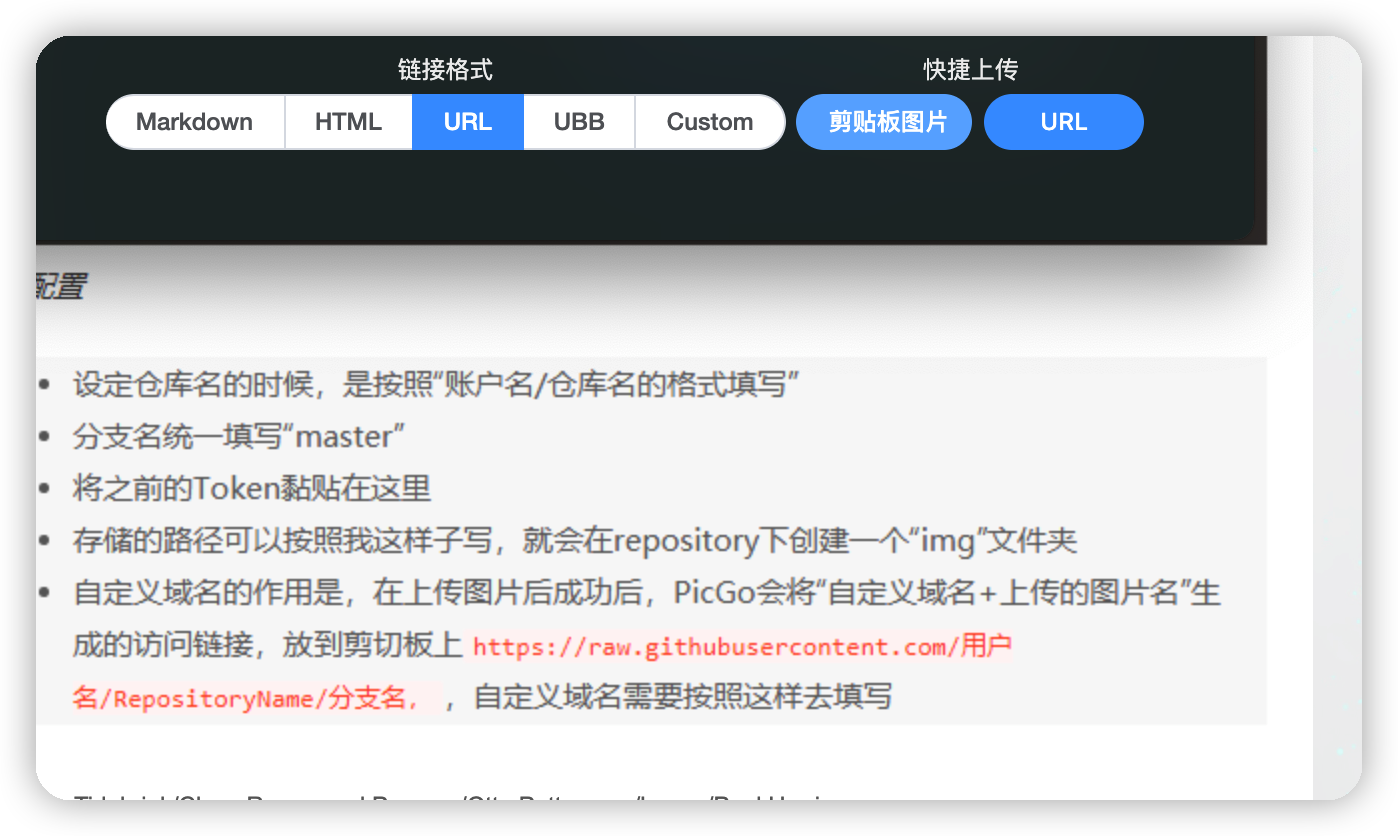 链接格式 快捷上传
Markdown HTML URL UBB Custom 剪贴板图片 URL
配置
设定仓库名的时候，是按照“账户名/仓库名的格式填写”
分支名统一填写“master”
将之前的Token黏贴在这里
存储的路径可以按照我这样子写，就会在repository下创建一个“img”文件夹
自定义域名的作用是，在上传图片后成功后，PicGo会将“自定义域名+上传的图片名”生
成的访问链接，放到剪切板上 https://raw.githubusercontent.com/用户
名/RepositoryName/分支名， ，自定义域名需要按照这样去填写